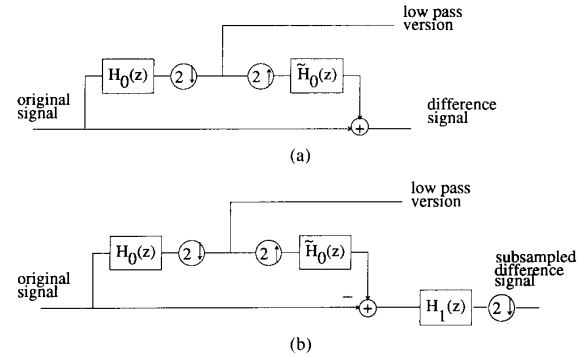 low pass
version
H₀(z) 2↓ 2↑ H̃₀(z)
original
signal
difference
signal
+
(a)
low pass
version
H₀(z) 2↓ 2↑ H̃₀(z)
subsampled
difference
signal
original
signal
− + H₁(z) 2↓
(b)